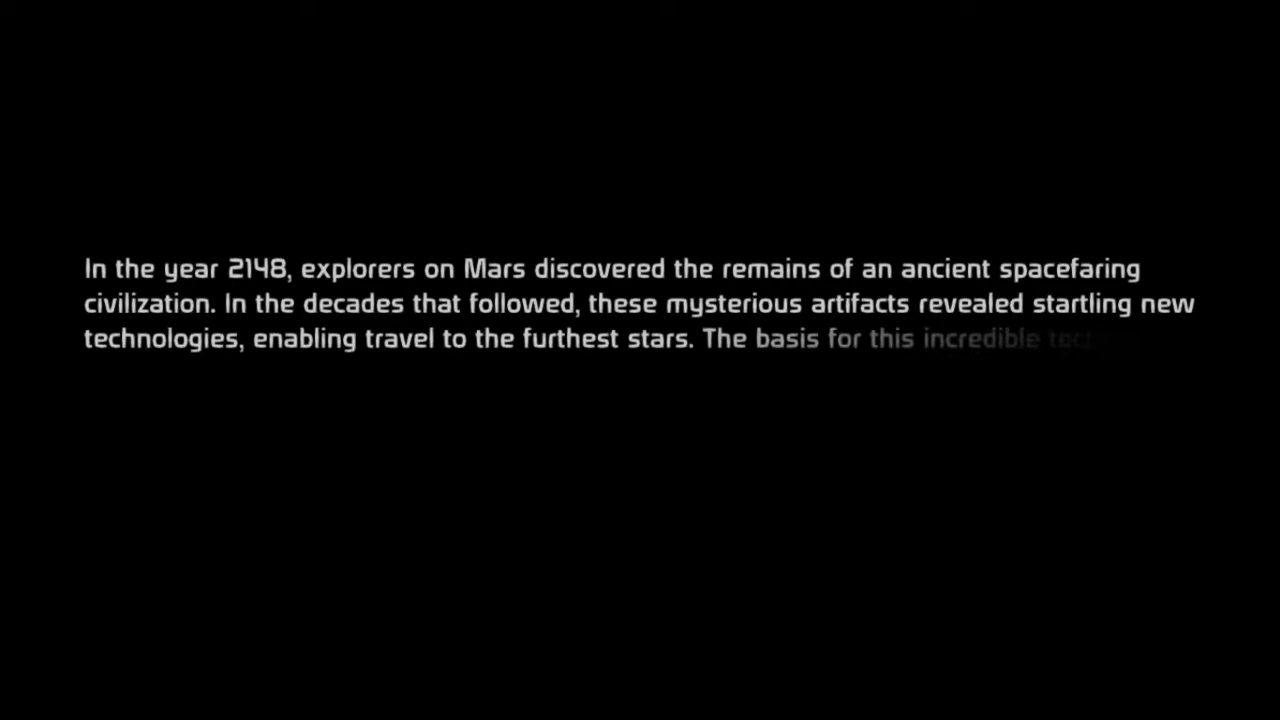 In the year 2148, explorers on Mars discovered the remains of an ancient spacefaring
civilization. In the decades that followed, these mysterious artifacts revealed startling new
technologies, enabling travel to the furthest stars. The basis for this incredible